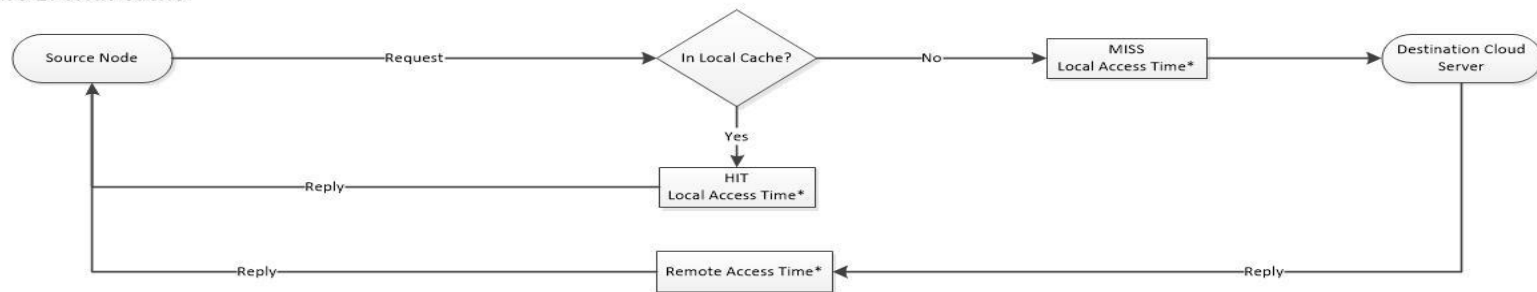 Source Node
Request
In Local Cache?
No
MISS
Local Access Time*
Destination Cloud
Server
Yes
HIT
Local Access Time*
Reply
Reply
Remote Access Time*
Reply